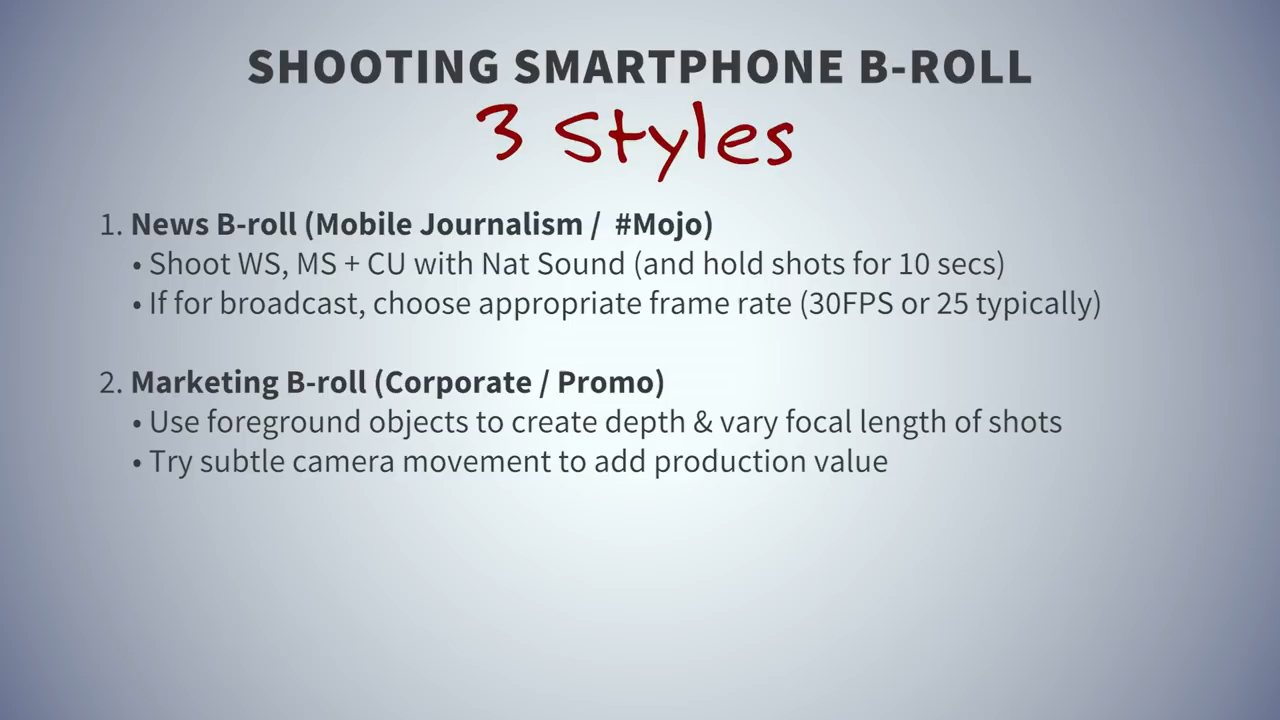 SHOOTING SMARTPHONE B-ROLL
3 Styles
1. News B-roll (Mobile Journalism / #Mojo)
• Shoot WS, MS + CU with Nat Sound (and hold shots for 10 secs)
• If for broadcast, choose appropriate frame rate (30FPS or 25 typically)
2. Marketing B-roll (Corporate / Promo)
• Use foreground objects to create depth & vary focal length of shots
• Try subtle camera movement to add production value